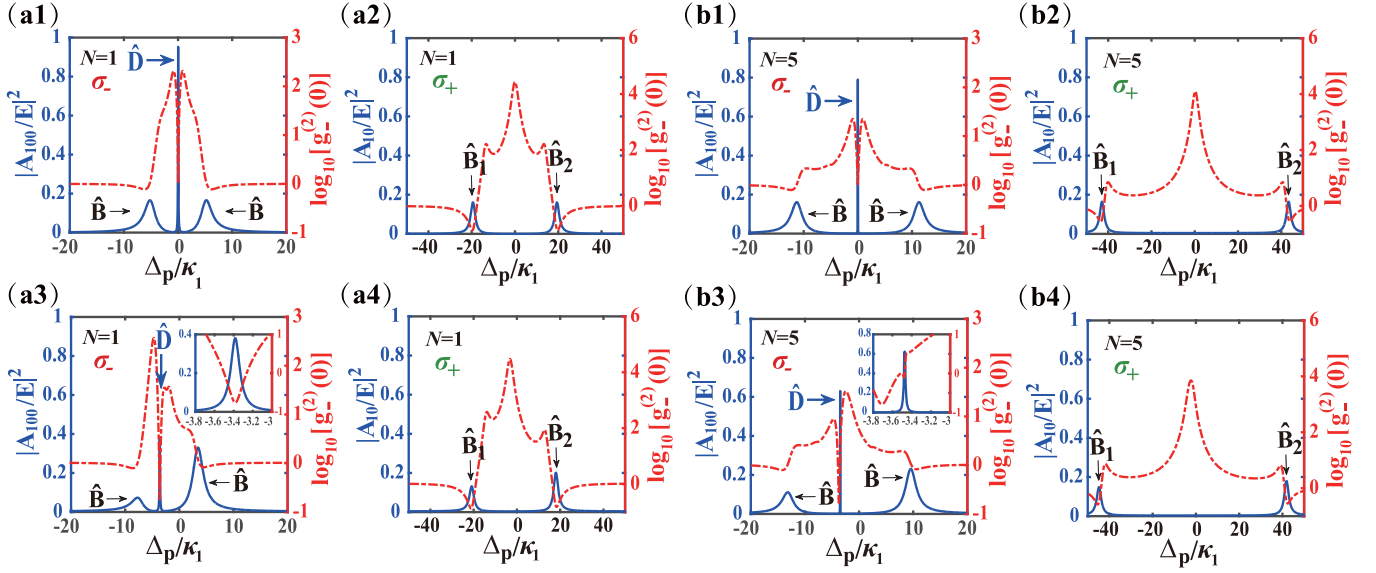 (a1)
N=1
σ₋
D̂
B̂
B̂
|A₁₀₀/E|²
log₁₀[g₋⁽²⁾(0)]
1
0.8
0.6
0.4
0.2
0
3
2
1
0
-1
-20 -10 0 10 20
Δₚ/κ₁
(a2)
N=1
σ₊
B̂₁
B̂₂
|A₁₀/E|²
log₁₀[g₋⁽²⁾(0)]
1
0.8
0.6
0.4
0.2
0
6
4
2
0
-1
-40 -20 0 20 40
Δₚ/κ₁
(b1)
N=5
σ₋
D̂
B̂
B̂
|A₁₀₀/E|²
log₁₀[g₋⁽²⁾(0)]
1
0.8
0.6
0.4
0.2
0
3
2
1
0
-1
-20 -10 0 10 20
Δₚ/κ₁
(b2)
N=5
σ₊
B̂₁
B̂₂
|A₁₀/E|²
log₁₀[g₋⁽²⁾(0)]
1
0.8
0.6
0.4
0.2
0
6
4
2
0
-1
-40 -20 0 20 40
Δₚ/κ₁
(a3)
N=1
σ₋
D̂
B̂
B̂
|A₁₀₀/E|²
log₁₀[g₋⁽²⁾(0)]
1
0.8
0.6
0.4
0.2
0
3
2
1
0
-1
-20 -10 0 10 20
0.4
0.2
0
1
0
-1
-3.8 -3.6 -3.4 -3.2 -3
Δₚ/κ₁
(a4)
N=1
σ₊
B̂₁
B̂₂
|A₁₀/E|²
log₁₀[g₋⁽²⁾(0)]
1
0.8
0.6
0.4
0.2
0
6
4
2
0
-1
-40 -20 0 20 40
Δₚ/κ₁
(b3)
N=5
σ₋
D̂
B̂
B̂
|A₁₀₀/E|²
log₁₀[g₋⁽²⁾(0)]
1
0.8
0.6
0.4
0.2
0
3
2
1
0
-1
-20 -10 0 10 20
0.8
0.6
0.4
0.2
0
1
0
-1
-3.8 -3.6 -3.4 -3.2 -3
Δₚ/κ₁
(b4)
N=5
σ₊
B̂₁
B̂₂
|A₁₀/E|²
log₁₀[g₋⁽²⁾(0)]
1
0.8
0.6
0.4
0.2
0
6
4
2
0
-1
-40 -20 0 20 40
Δₚ/κ₁